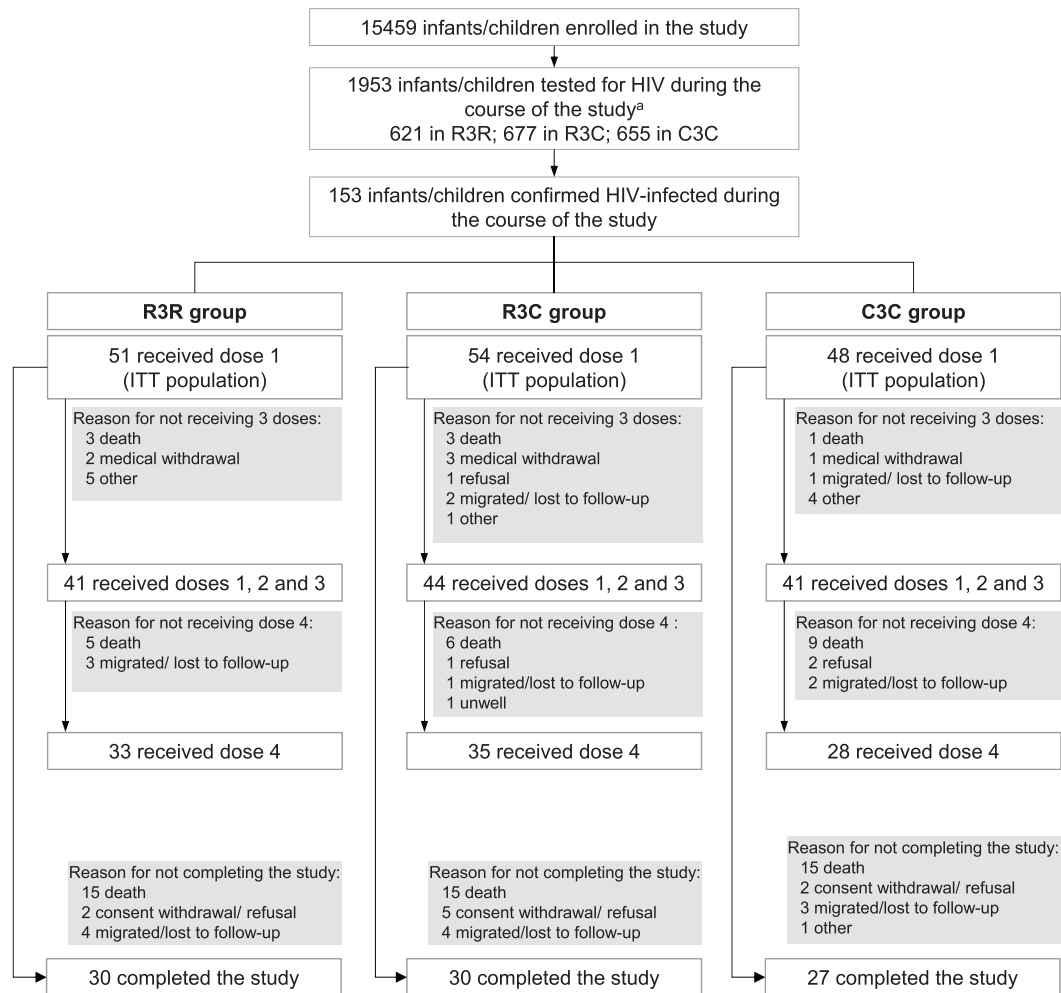 15459 infants/children enrolled in the study
1953 infants/children tested for HIV during the
course of the studyᵃ
621 in R3R; 677 in R3C; 655 in C3C
153 infants/children confirmed HIV-infected during
the course of the study
R3R group
51 received dose 1
(ITT population)
Reason for not receiving 3 doses:
3 death
2 medical withdrawal
5 other
41 received doses 1, 2 and 3
Reason for not receiving dose 4:
5 death
3 migrated/ lost to follow-up
33 received dose 4
Reason for not completing the study:
15 death
2 consent withdrawal/ refusal
4 migrated/lost to follow-up
30 completed the study
R3C group
54 received dose 1
(ITT population)
Reason for not receiving 3 doses:
3 death
3 medical withdrawal
1 refusal
2 migrated/ lost to follow-up
1 other
44 received doses 1, 2 and 3
Reason for not receiving dose 4 :
6 death
1 refusal
1 migrated/lost to follow-up
1 unwell
35 received dose 4
Reason for not completing the study:
15 death
5 consent withdrawal/ refusal
4 migrated/lost to follow-up
30 completed the study
C3C group
48 received dose 1
(ITT population)
Reason for not receiving 3 doses:
1 death
1 medical withdrawal
1 migrated/ lost to follow-up
4 other
41 received doses 1, 2 and 3
Reason for not receiving dose 4:
9 death
2 refusal
2 migrated/lost to follow-up
28 received dose 4
Reason for not completing the study:
15 death
2 consent withdrawal/ refusal
3 migrated/lost to follow-up
1 other
27 completed the study